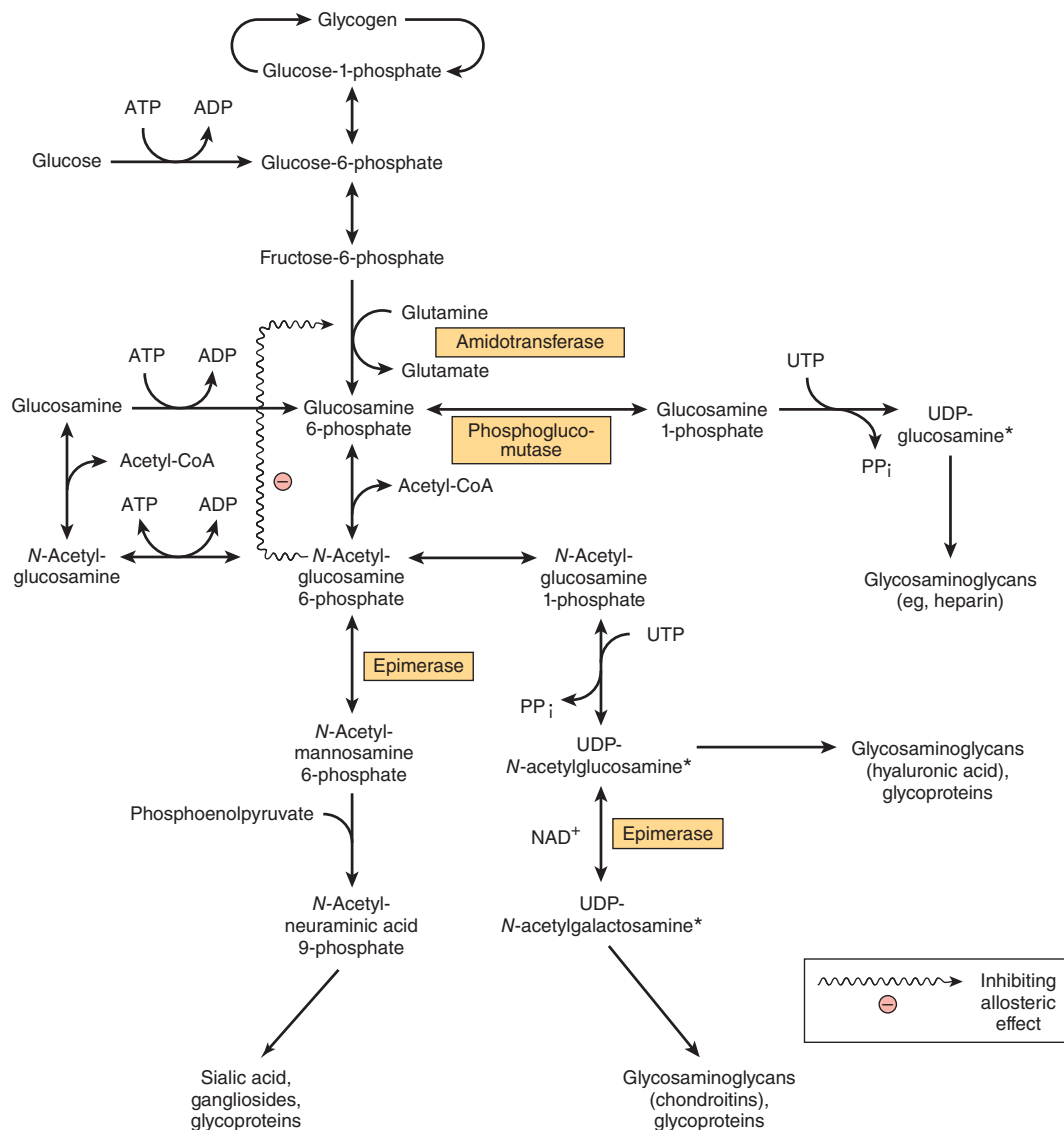 Glycogen
Glucose-1-phosphate
ATP
ADP
Glucose
Glucose-6-phosphate
Fructose-6-phosphate
Glutamine
Amidotransferase
Glutamate
ATP
ADP
UTP
Glucosamine
Glucosamine
6-phosphate
Phosphogluco-
mutase
Glucosamine
1-phosphate
UDP-
glucosamine*
PPi
Acetyl-CoA
Acetyl-CoA
−
ATP
ADP
N-Acetyl-
glucosamine
N-Acetyl-
glucosamine
6-phosphate
N-Acetyl-
glucosamine
1-phosphate
Glycosaminoglycans
(eg, heparin)
UTP
Epimerase
PPi
N-Acetyl-
mannosamine
6-phosphate
UDP-
N-acetylglucosamine*
Glycosaminoglycans
(hyaluronic acid),
glycoproteins
Phosphoenolpyruvate
NAD+
Epimerase
N-Acetyl-
neuraminic acid
9-phosphate
UDP-
N-acetylgalactosamine*
−
Inhibiting
allosteric
effect
Sialic acid,
gangliosides,
glycoproteins
Glycosaminoglycans
(chondroitins),
glycoproteins